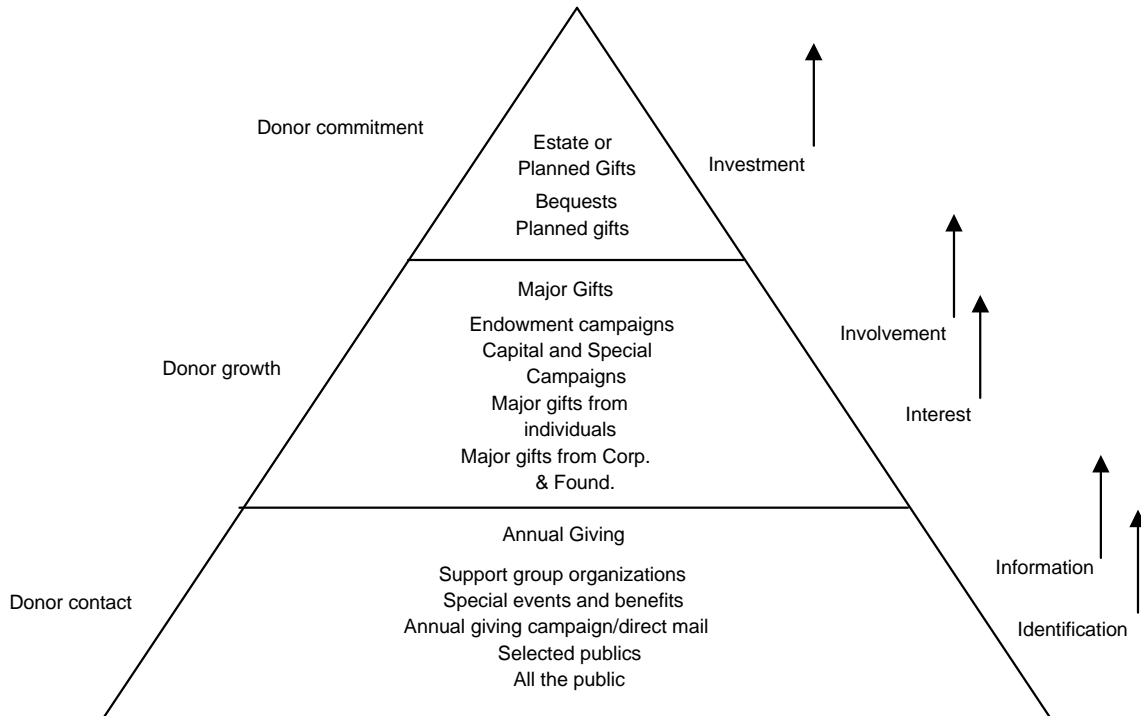 Donor commitment
Estate or
Planned Gifts
Investment
Bequests
Planned gifts
Major Gifts
Endowment campaigns
Involvement
Capital and Special
Donor growth
Campaigns
Major gifts from
Interest
individuals
Major gifts from Corp.
& Found.
Annual Giving
Information
Support group organizations
Donor contact
Special events and benefits
Annual giving campaign/direct mail
Identification
Selected publics
All the public